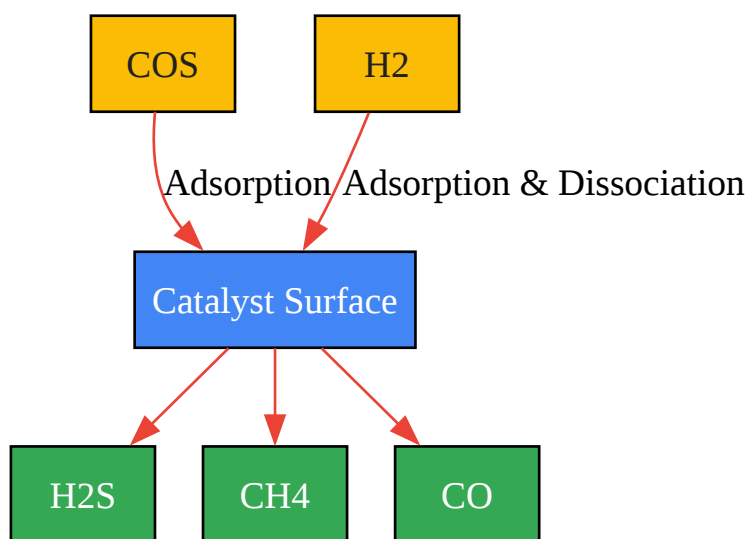 COS
H2
Adsorption
Adsorption & Dissociation
Catalyst Surface
H2S
CH4
CO